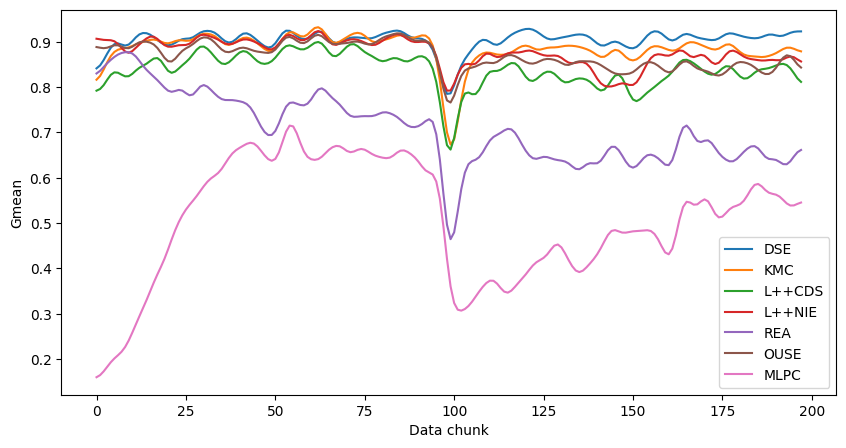 Gmean
0.9
0.8
0.7
0.6
0.5
0.4
0.3
0.2
0
25
50
75
100
125
150
175
200
Data chunk
DSE
KMC
L++CDS
L++NIE
REA
OUSE
MLPC